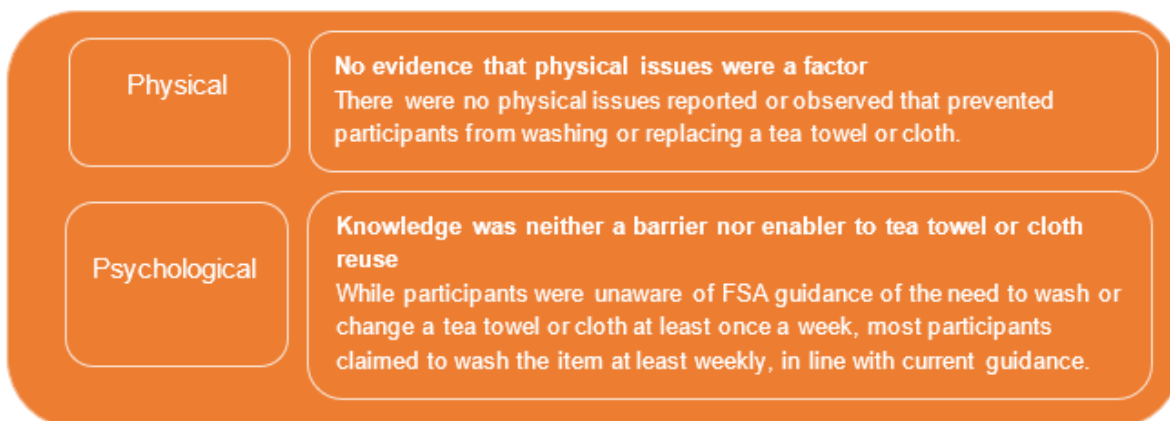 Physical
No evidence that physical issues were a factor
There were no physical issues reported or observed that prevented
participants from washing or replacing a tea towel or cloth.
Psychological
Knowledge was neither a barrier nor enabler to tea towel or cloth
reuse
While participants were unaware of FSA guidance of the need to wash or
change a tea towel or cloth at least once a week, most participants
claimed to wash the item at least weekly, in line with current guidance.